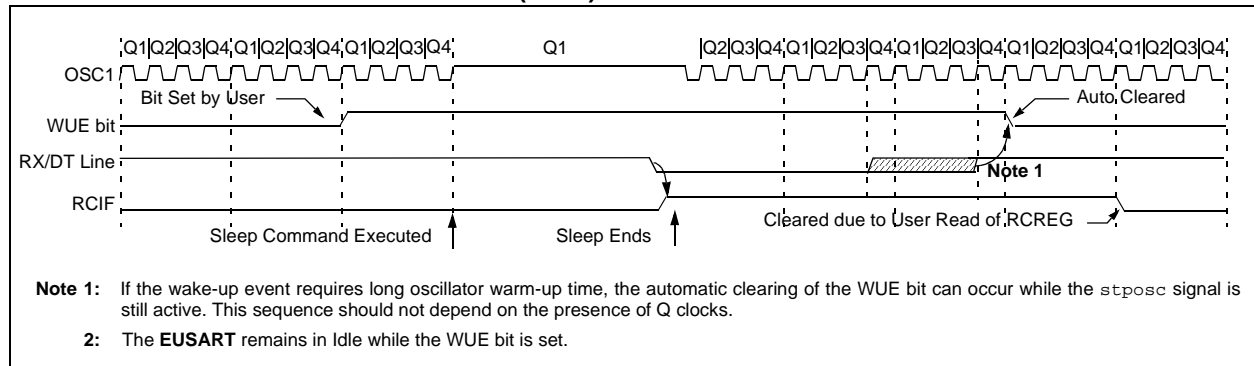 Q1|Q2|Q3|Q4|Q1|Q2|Q3|Q4|Q1|Q2|Q3|Q4 Q1 |Q2|Q3|Q4|Q1|Q2|Q3|Q4|Q1|Q2|Q3|Q4|Q1|Q2|Q3|Q4|Q1|Q2|Q3|Q4
OSC1
Bit Set by User
Auto Cleared
WUE bit
RX/DT Line
Note 1
RCIF
Cleared due to User Read of RCREG
Sleep Command Executed
Sleep Ends
Note 1: If the wake-up event requires long oscillator warm-up time, the automatic clearing of the WUE bit can occur while the stposc signal is
still active. This sequence should not depend on the presence of Q clocks.
2: The EUSART remains in Idle while the WUE bit is set.